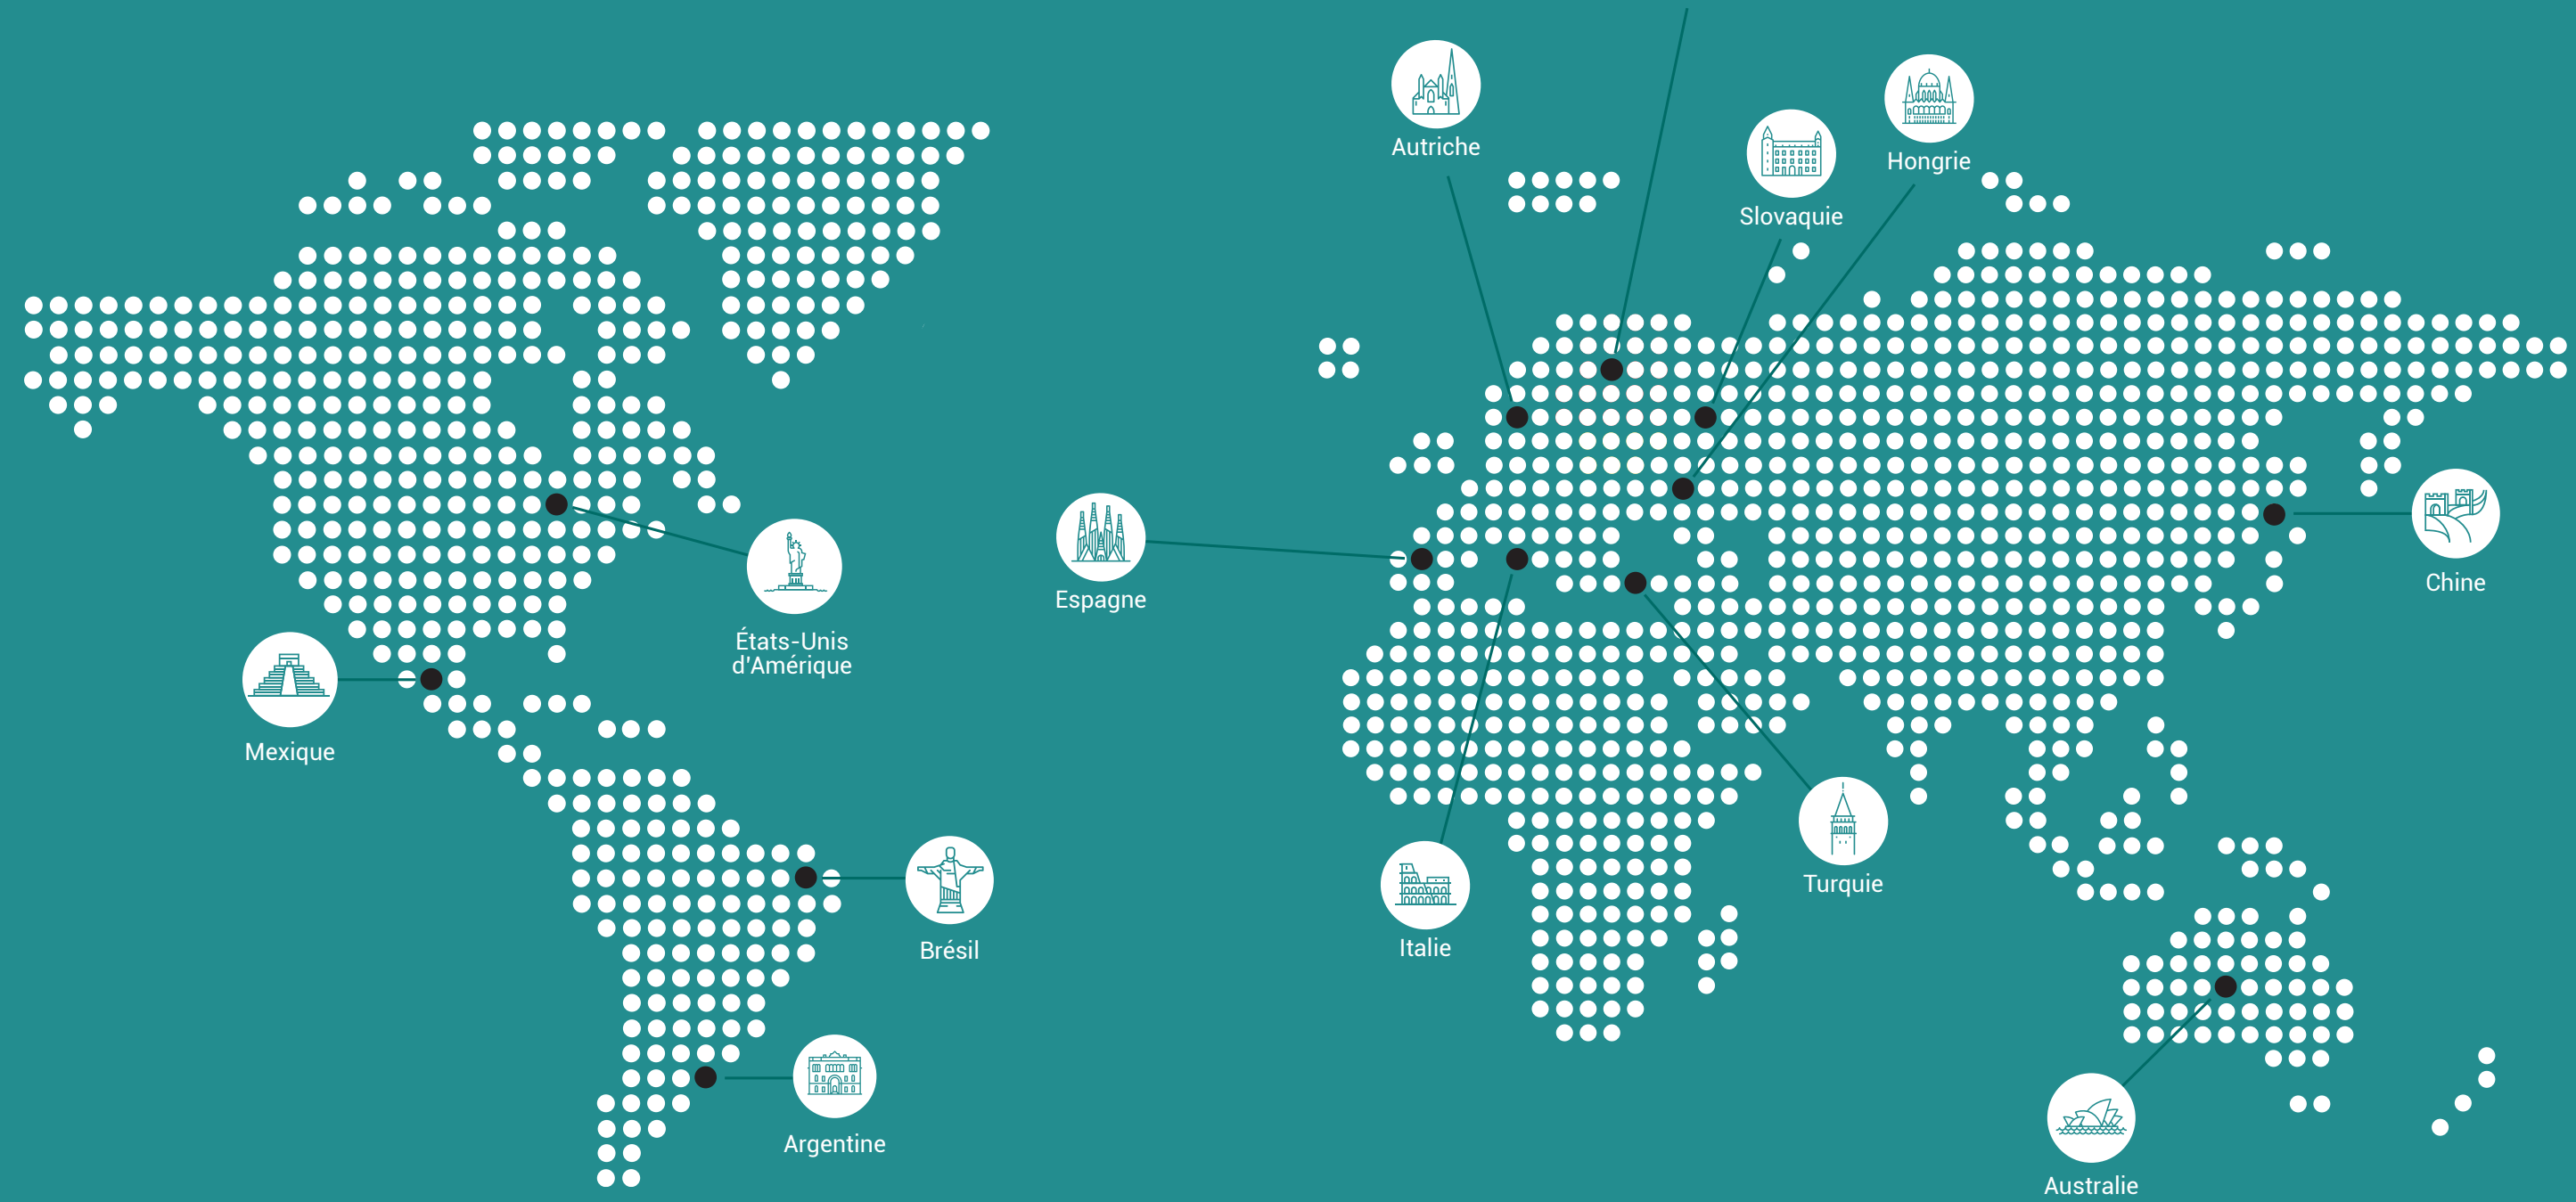 Autriche
Hongrie
Slovaquie
Espagne
Chine
États-Unis
d'Amérique
Mexique
Turquie
Italie
Brésil
Argentine
Australie